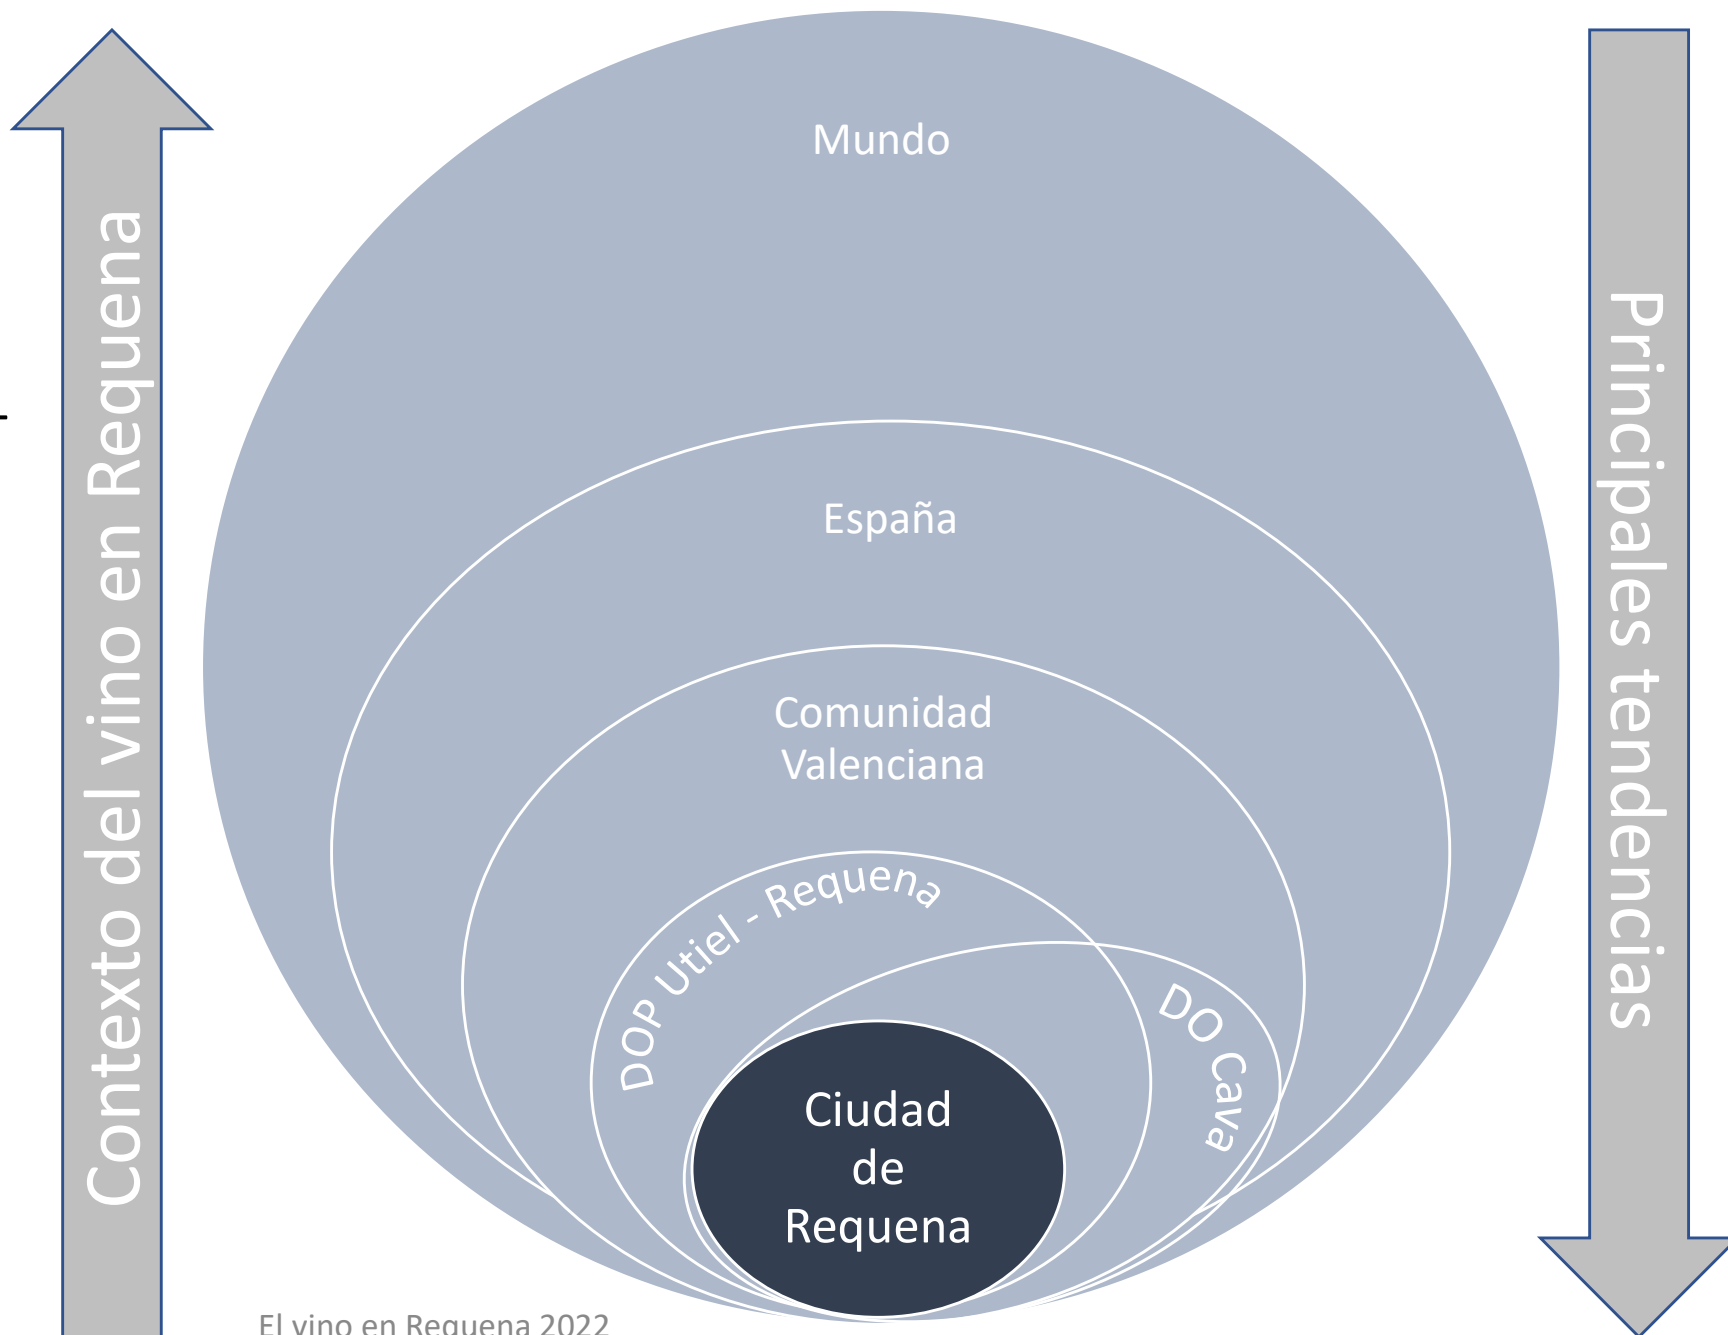 Contexto del vino en Requena
Mundo
España
Comunidad
Valenciana
DOP Utiel - Requena
DO Cava
Ciudad
de
Requena
Principales tendencias
El vino en Requena 2022